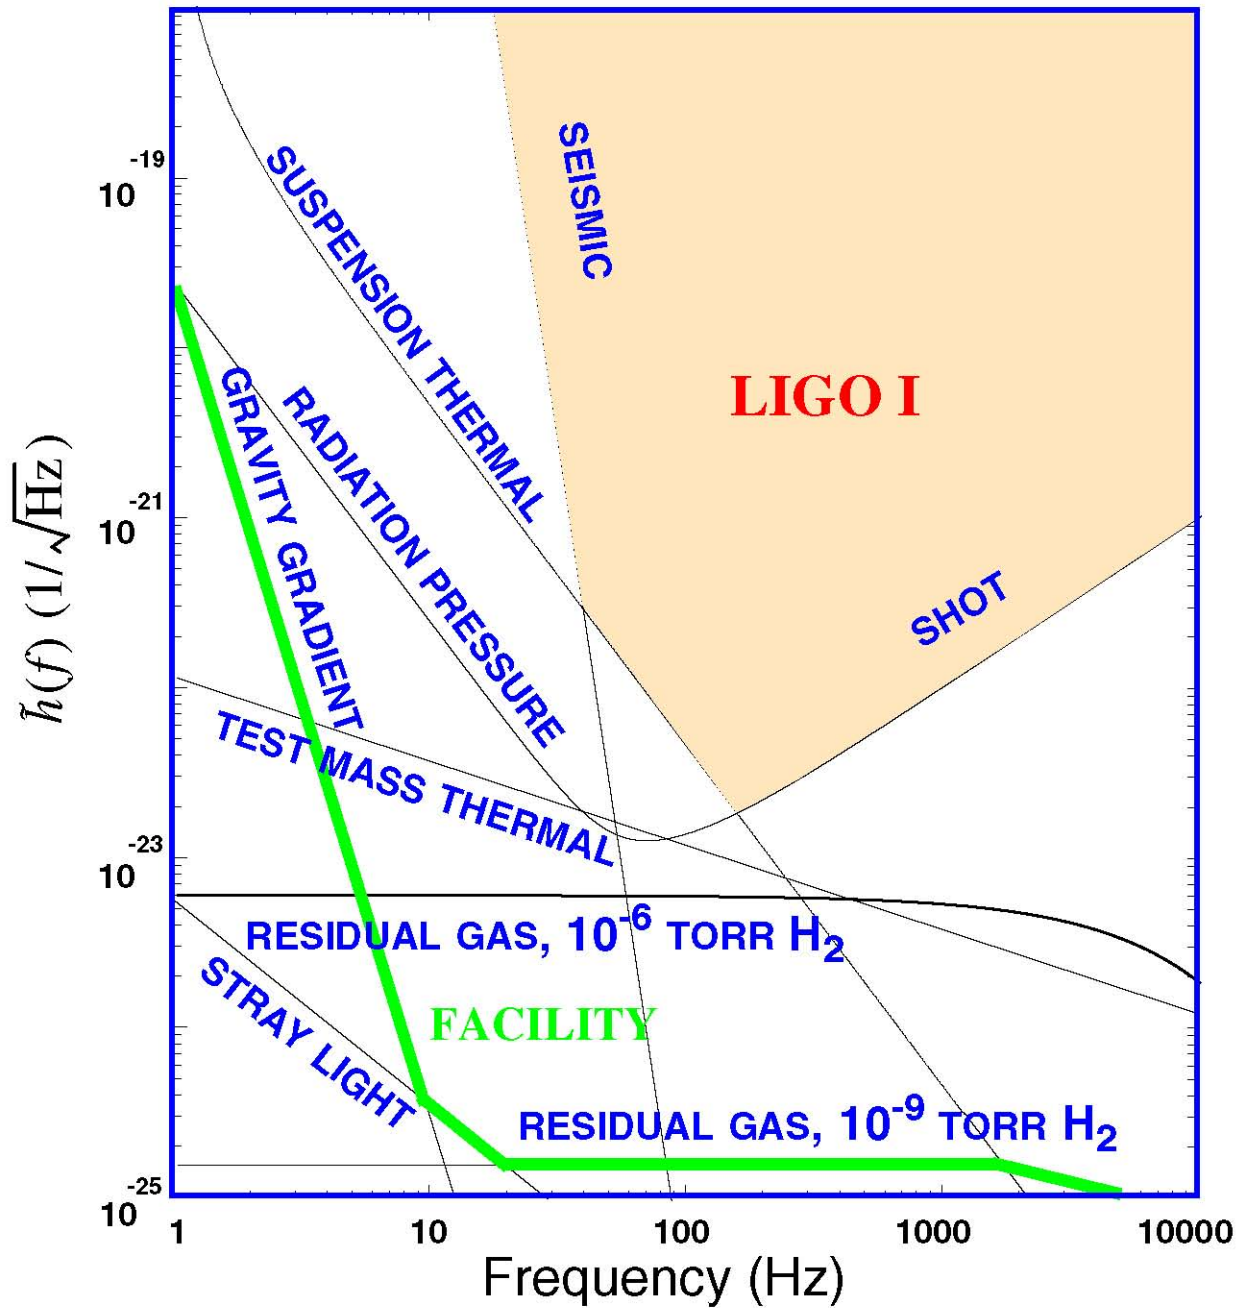 10^-19
10^-21
10^-23
10^-25
h̃(f) (1/√Hz)
SEISMIC
SUSPENSION THERMAL
LIGO I
GRAVITY GRADIENT
RADIATION PRESSURE
SHOT
TEST MASS THERMAL
RESIDUAL GAS, 10^-6 TORR H₂
STRAY LIGHT
FACILITY
RESIDUAL GAS, 10^-9 TORR H₂
1 10 100 1000 10000
Frequency (Hz)